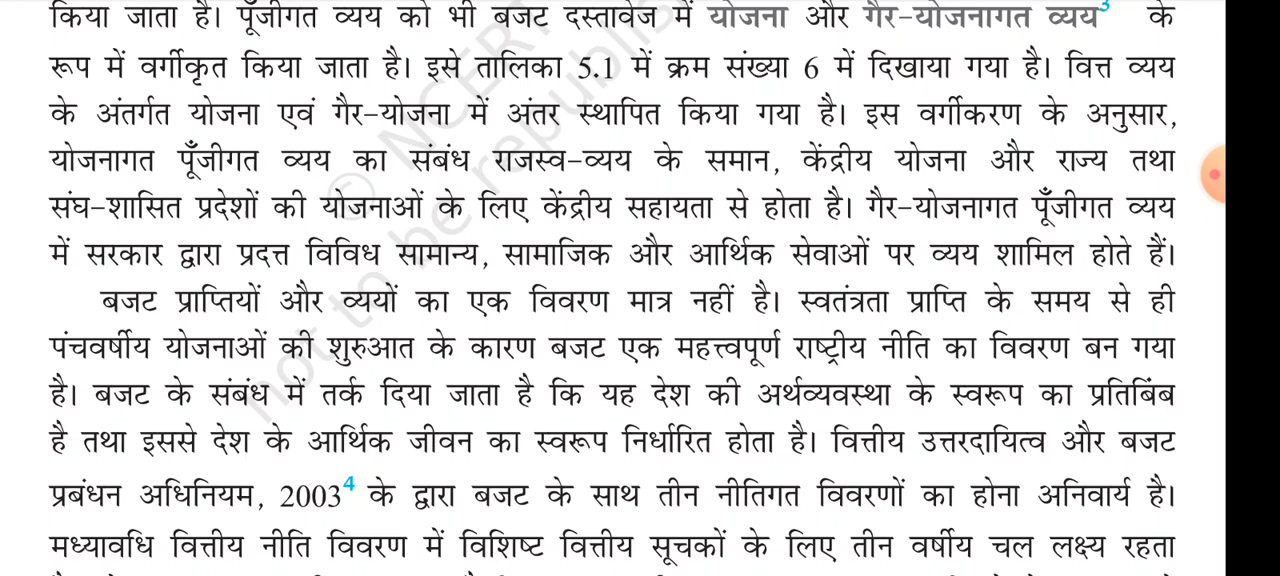 किया जाता है। पूँजीगत व्यय को भी बजट दस्तावेज में योजना और गैर-योजनागत व्यय3 के
रूप में वर्गीकृत किया जाता है। इसे तालिका 5.1 में क्रम संख्या 6 में दिखाया गया है। वित्त व्यय
के अंतर्गत योजना एवं गैर-योजना में अंतर स्थापित किया गया है। इस वर्गीकरण के अनुसार,
योजनागत पूँजीगत व्यय का संबंध राजस्व-व्यय के समान, केंद्रीय योजना और राज्य तथा
संघ-शासित प्रदेशों की योजनाओं के लिए केंद्रीय सहायता से होता है। गैर-योजनागत पूँजीगत व्यय
में सरकार द्वारा प्रदत्त विविध सामान्य, सामाजिक और आर्थिक सेवाओं पर व्यय शामिल होते हैं।
बजट प्राप्तियों और व्ययों का एक विवरण मात्र नहीं है। स्वतंत्रता प्राप्ति के समय से ही
पंचवर्षीय योजनाओं की शुरुआत के कारण बजट एक महत्त्वपूर्ण राष्ट्रीय नीति का विवरण बन गया
है। बजट के संबंध में तर्क दिया जाता है कि यह देश की अर्थव्यवस्था के स्वरूप का प्रतिबिंब
है तथा इससे देश के आर्थिक जीवन का स्वरूप निर्धारित होता है। वित्तीय उत्तरदायित्व और बजट
प्रबंधन अधिनियम, 20034 के द्वारा बजट के साथ तीन नीतिगत विवरणों का होना अनिवार्य है।
मध्यावधि वित्तीय नीति विवरण में विशिष्ट वित्तीय सूचकों के लिए तीन वर्षीय चल लक्ष्य रहता
© NCERT
not to be republis